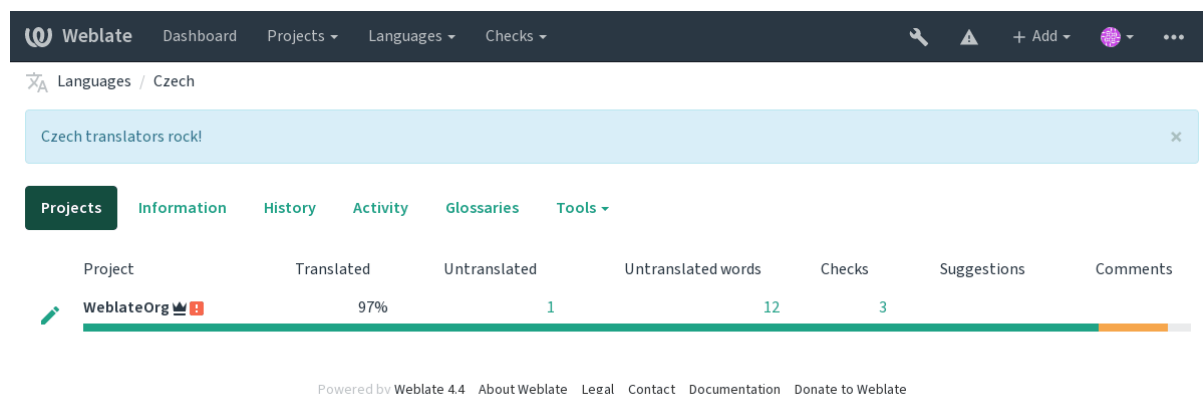 Weblate Dashboard Projects Languages Checks + Add
Languages / Czech
Czech translators rock! ×
Projects Information History Activity Glossaries Tools
Project Translated Untranslated Untranslated words Checks Suggestions Comments
WeblateOrg 97% 1 12 3
Powered by Weblate 4.4 About Weblate Legal Contact Documentation Donate to Weblate